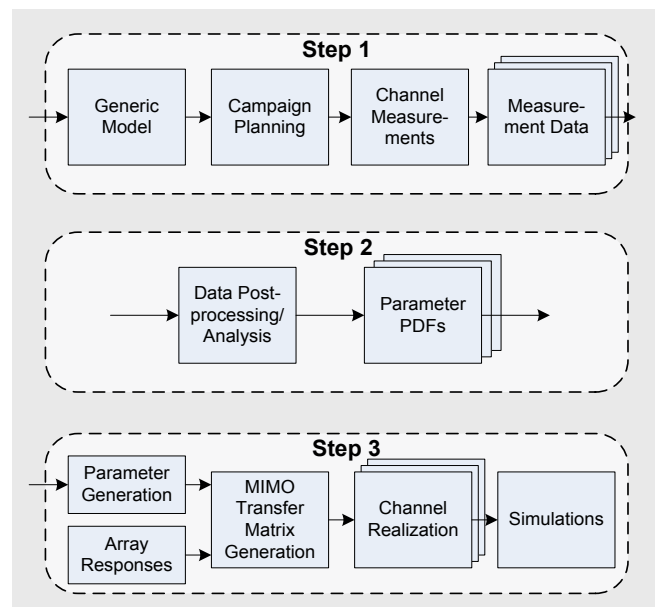 Step 1
Generic
Model
Campaign
Planning
Channel
Measure-
ments
Measure-
ment Data
Step 2
Data Post-
processing/
Analysis
Parameter
PDFs
Step 3
Parameter
Generation
Array
Responses
MIMO
Transfer
Matrix
Generation
Channel
Realization
Simulations